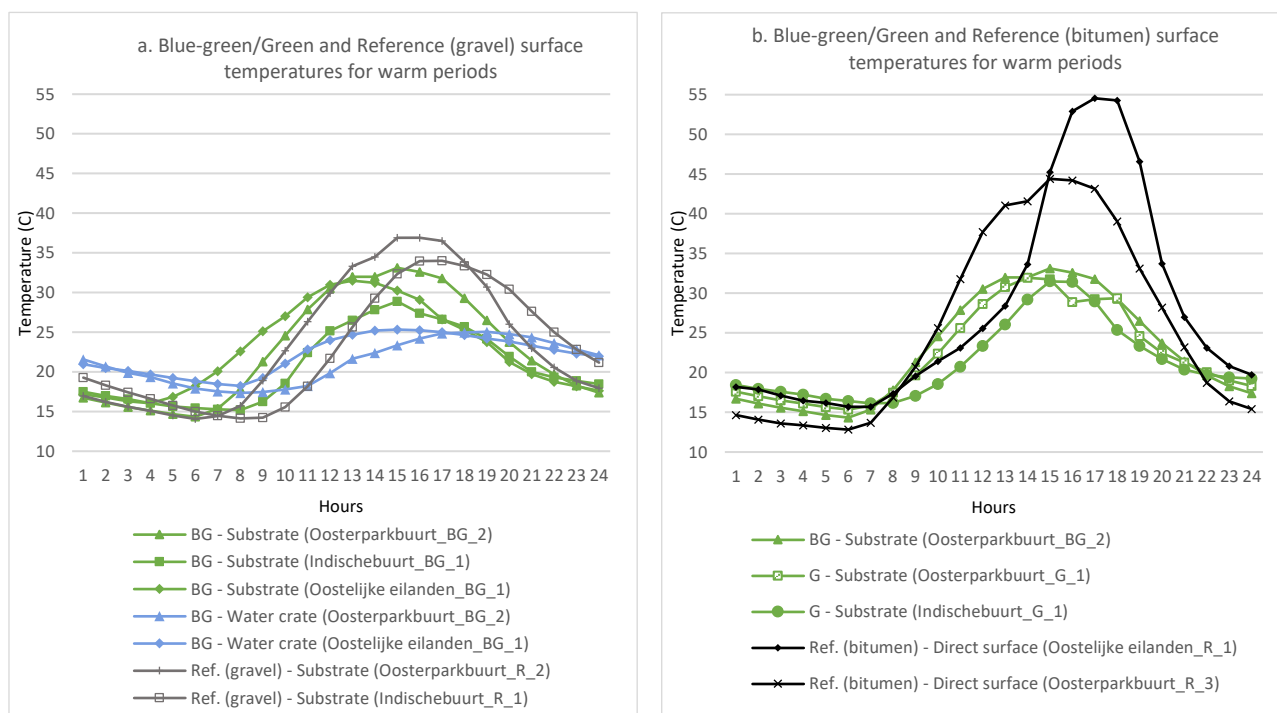 a. Blue-green/Green and Reference (gravel) surface
temperatures for warm periods
55
50
45
40
35
30
25
20
15
10
Temperature (C)
1 2 3 4 5 6 7 8 9 10 11 12 13 14 15 16 17 18 19 20 21 22 23 24
Hours
BG - Substrate (Oosterparkbuurt_BG_2)
BG - Substrate (Indischebuurt_BG_1)
BG - Substrate (Oostelijke eilanden_BG_1)
BG - Water crate (Oosterparkbuurt_BG_2)
BG - Water crate (Oostelijke eilanden_BG_1)
Ref. (gravel) - Substrate (Oosterparkbuurt_R_2)
Ref. (gravel) - Substrate (Indischebuurt_R_1)
b. Blue-green/Green and Reference (bitumen) surface
temperatures for warm periods
55
50
45
40
35
30
25
20
15
10
Temperature (C)
1 2 3 4 5 6 7 8 9 10 11 12 13 14 15 16 17 18 19 20 21 22 23 24
Hours
BG - Substrate (Oosterparkbuurt_BG_2)
G - Substrate (Oosterparkbuurt_G_1)
G - Substrate (Indischebuurt_G_1)
Ref. (bitumen) - Direct surface (Oostelijke eilanden_R_1)
Ref. (bitumen) - Direct surface (Oosterparkbuurt_R_3)